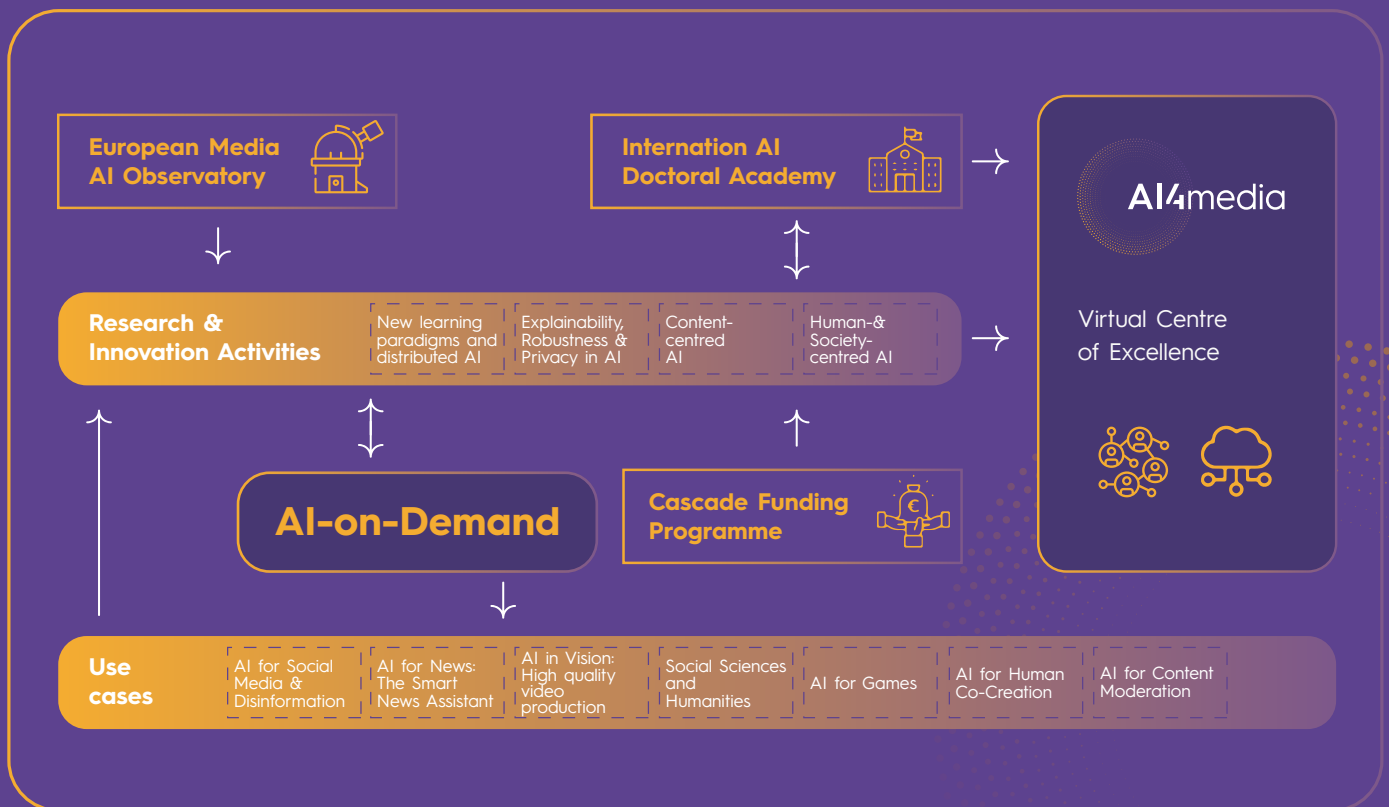 European Media
AI Observatory
Internation AI
Doctoral Academy
AI4media
Virtual Centre
of Excellence
Research &
Innovation Activities
New learning
paradigms and
distributed AI
Explainability,
Robustness &
Privacy in AI
Content-
centred
AI
Human-&
Society-
centred AI
AI-on-Demand
Cascade Funding
Programme
€
Use
cases
AI for Social
Media &
Disinformation
AI for News:
The Smart
News Assistant
AI in Vision:
High quality
video
production
Social Sciences
and
Humanities
AI for Games
AI for Human
Co-Creation
AI for Content
Moderation